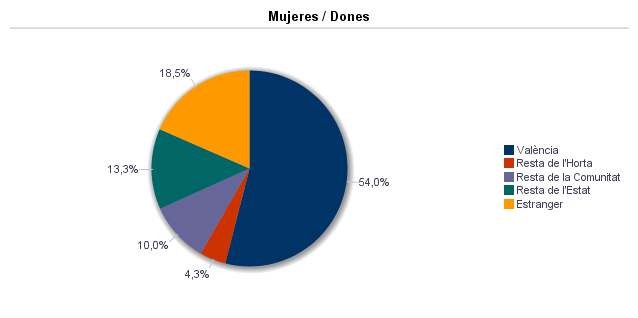 Mujeres / Dones
18,5%
13,3%
10,0%
4,3%
54,0%
València
Resta de l'Horta
Resta de la Comunitat
Resta de l'Estat
Estranger